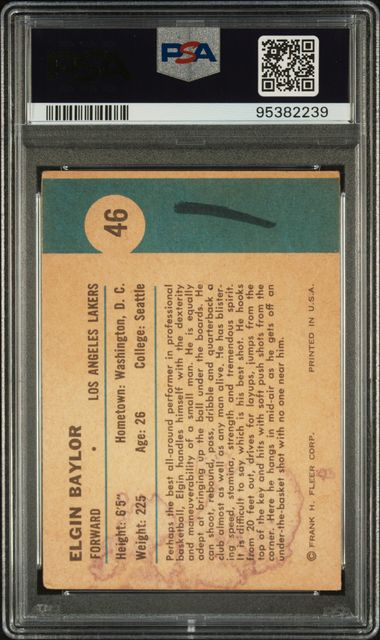 PSA
95382239
46
ELGIN BAYLOR
FORWARD • LOS ANGELES LAKERS
Height: 6'5" Hometown: Washington, D. C.
Weight: 225 Age: 26 College: Seattle
Perhaps the best all-around performer in professional
basketball, Elgin handles himself with the dexterity
and maneuverability of a small man. He is equally
adept at bringing up the ball under the boards. He
can shoot, rebound, pass, dribble and quarterback a
club almost as well as any man alive. He has blister-
ing speed, stamina, strength and tremendous spirit.
It is difficult to say which is his best shot. He hooks
from 20 feet out, drives for layups, jumps from the
top of the key and hits with soft push shots from the
corner. Here he hangs in mid-air as he gets off an
under-the-basket shot with no one near him.
© FRANK H. FLEER CORP. PRINTED IN U.S.A.